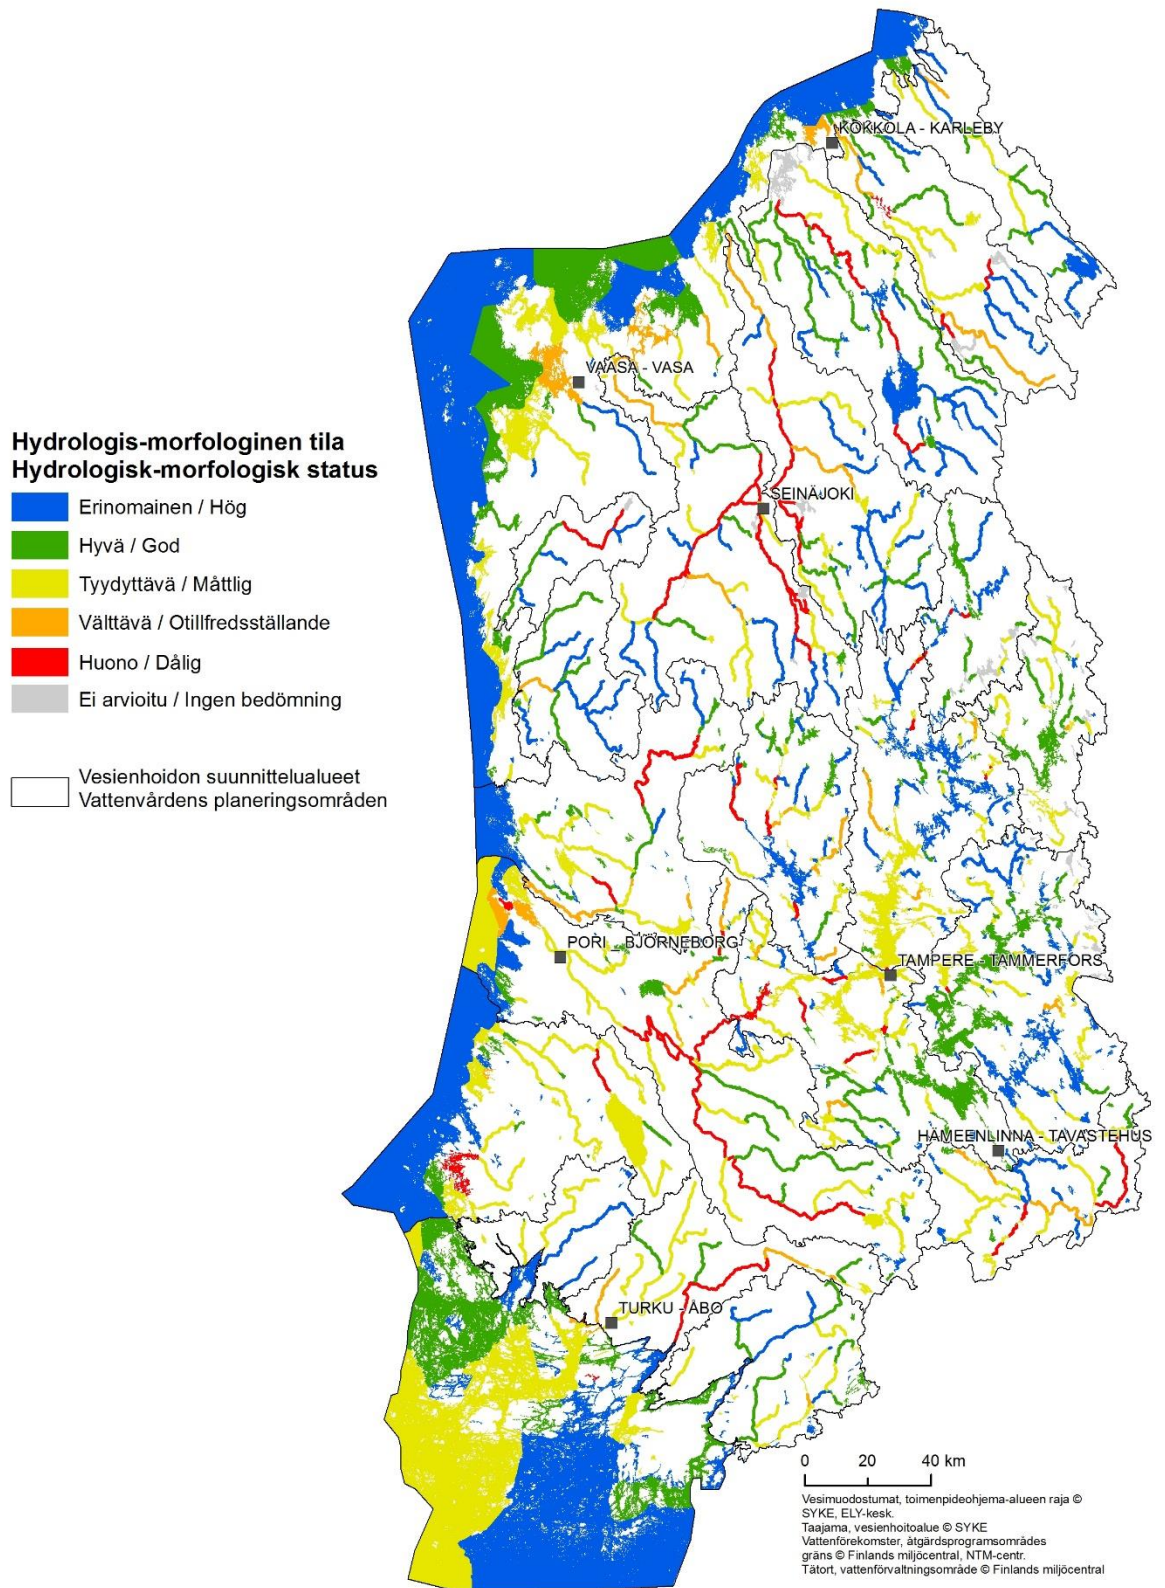 KOKKOLA - KARLEBY
VAASA - VASA
Hydrologis-morfologinen tila
Hydrologisk-morfologisk status
Erinomainen / Hög
Hyvä / God
Tyydyttävä / Måttlig
Välttävä / Otillfredsställande
Huono / Dålig
Ei arvioitu / Ingen bedömning
Vesienhoidon suunnittelualueet
Vattenvårdens planeringsområden
SEINÄJOKI
PORI _ BJÖRNEBORG
TAMPERE - TAMMERFORS
HÄMEENLINNA - TAVASTEHUS
TURKU - ÅBO
0 20 40 km
Vesimuodostumat, toimenpideohjema-alueen raja ©
SYKE, ELY-kesk.
Taajama, vesienhoitoalue © SYKE
Vattenförekomster, åtgärdsprogramsområdes
gräns © Finlands miljöcentral, NTM-centr.
Tätort, vattenförvaltningsområde © Finlands miljöcentral